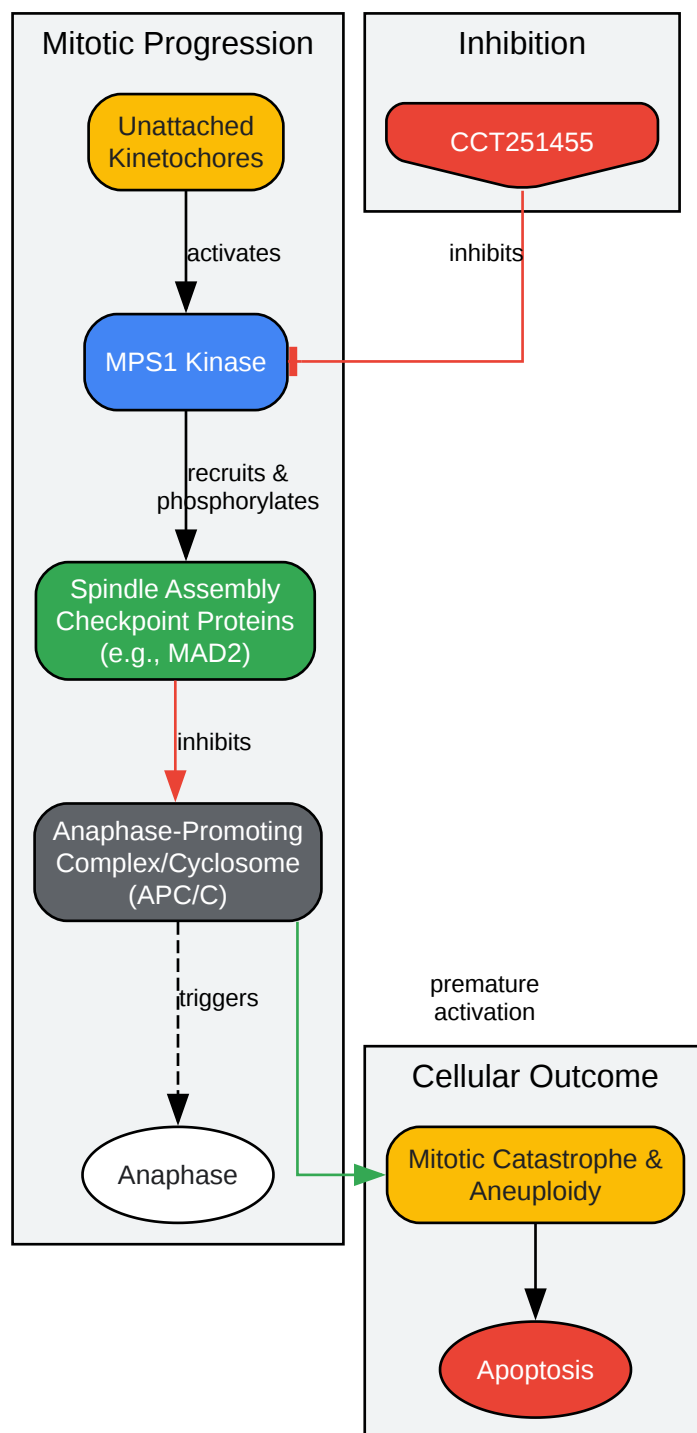 Mitotic Progression
Unattached
Kinetochores
activates
MPS1 Kinase
recruits &
phosphorylates
Spindle Assembly
Checkpoint Proteins
(e.g., MAD2)
inhibits
Anaphase-Promoting
Complex/Cyclosome
(APC/C)
triggers
Anaphase
Inhibition
CCT251455
inhibits
premature
activation
Cellular Outcome
Mitotic Catastrophe &
Aneuploidy
Apoptosis